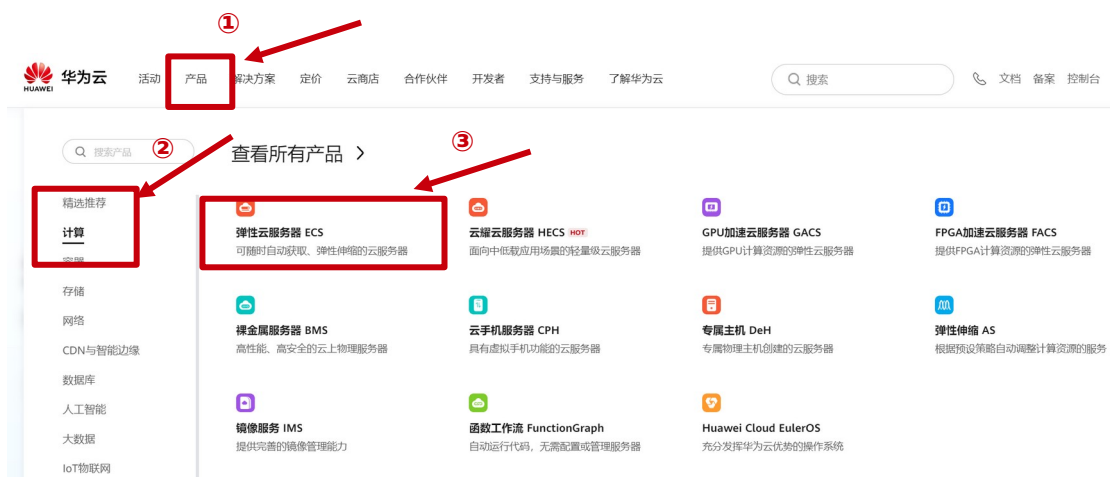 ①
HUAWEI 华为云 活动 产品 解决方案 定价 云商店 合作伙伴 开发者 支持与服务 了解华为云 搜索 文档 备案 控制台
搜索产品 ② 查看所有产品 > ③
精选推荐
计算
容器
存储
网络
CDN与智能边缘
数据库
人工智能
大数据
IoT物联网
弹性云服务器 ECS
可随时自动获取、弹性伸缩的云服务器
云耀云服务器 HECS HOT
面向中低载应用场景的轻量级云服务器
GPU加速云服务器 GACS
提供GPU计算资源的弹性云服务器
FPGA加速云服务器 FACS
提供FPGA计算资源的弹性云服务器
裸金属服务器 BMS
高性能、高安全的云上物理服务器
云手机服务器 CPH
具有虚拟手机功能的云服务器
专属主机 DeH
专属物理主机创建的云服务器
弹性伸缩 AS
根据预设策略自动调整计算资源的服务
镜像服务 IMS
提供完善的镜像管理能力
函数工作流 FunctionGraph
自动运行代码，无需配置或管理服务器
Huawei Cloud EulerOS
充分发挥华为云优势的操作系统